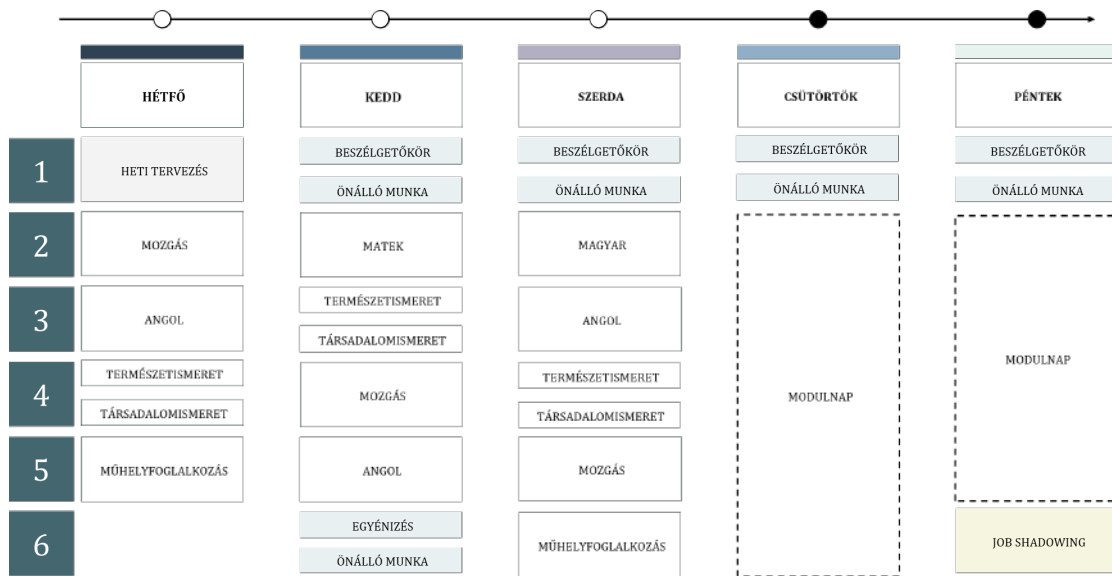 HÉTFŐ
KEDD
SZERDA
CSÜTÖRTÖK
PÉNTEK
1
HETI TERVEZÉS
BESZÉLGETŐKÖR
BESZÉLGETŐKÖR
BESZÉLGETŐKÖR
BESZÉLGETŐKÖR
ÖNÁLLÓ MUNKA
ÖNÁLLÓ MUNKA
ÖNÁLLÓ MUNKA
ÖNÁLLÓ MUNKA
2
MOZGÁS
MATEK
MAGYAR
3
ANGOL
TERMÉSZETISMERET
TÁRSADALOMISMERET
ANGOL
MODULNAP
4
TERMÉSZETISMERET
TÁRSADALOMISMERET
MOZGÁS
TERMÉSZETISMERET
TÁRSADALOMISMERET
MODULNAP
5
MŰHELYFOGLALKOZÁS
ANGOL
MOZGÁS
6
EGYÉNIZÉS
ÖNÁLLÓ MUNKA
MŰHELYFOGLALKOZÁS
JOB SHADOWING